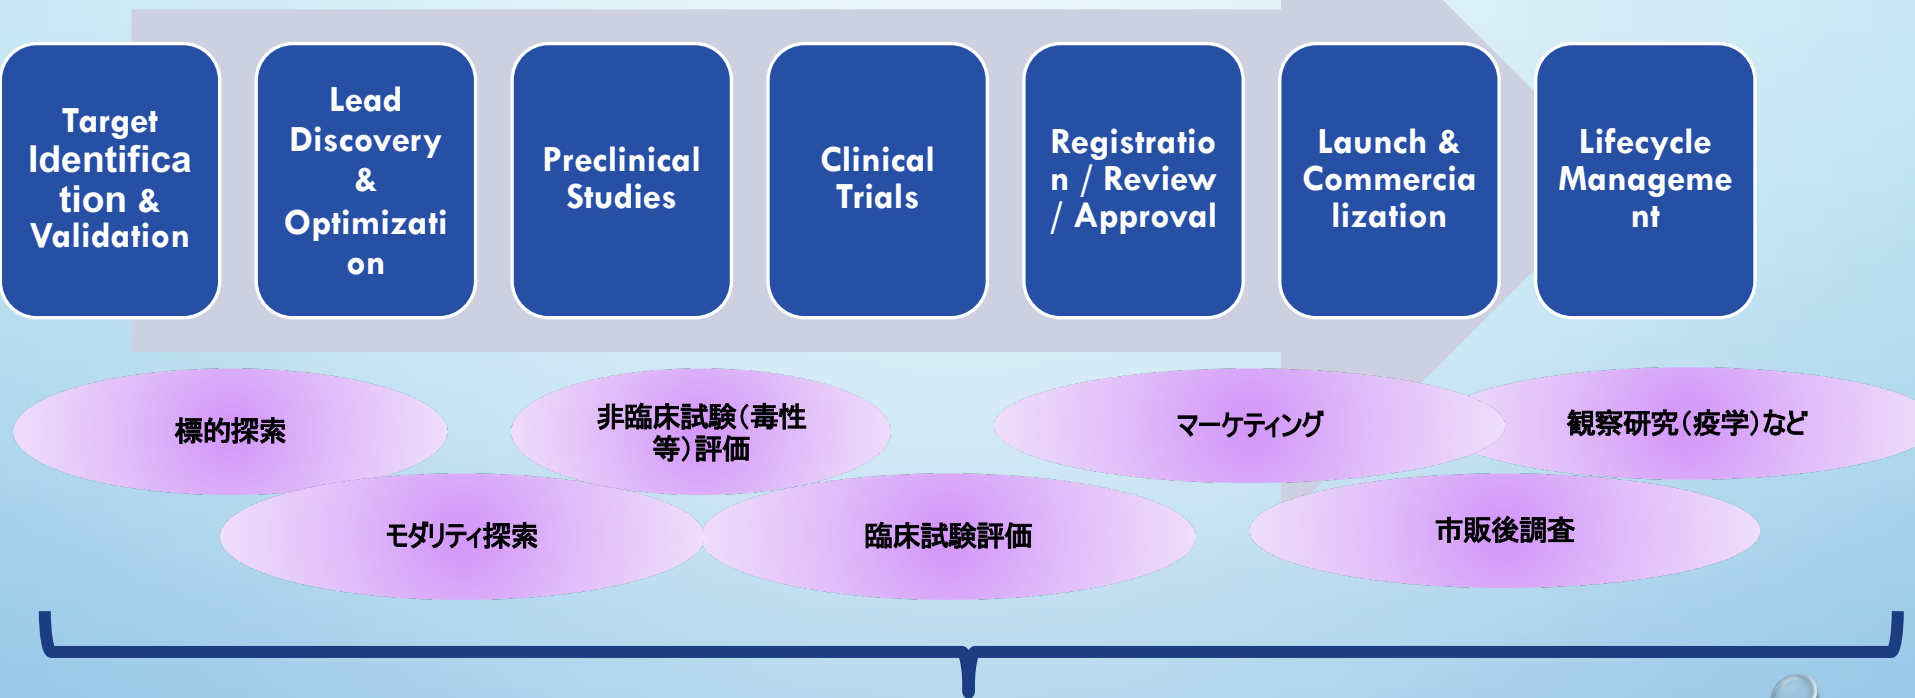 Target
Identifica
tion &
Validation
Lead
Discovery
&
Optimizati
on
Preclinical
Studies
Clinical
Trials
Registratio
n / Review
/ Approval
Launch &
Commercia
lization
Lifecycle
Manageme
nt
標的探索
非臨床試験（毒性
等）評価
マーケティング
観察研究（疫学）など
モダリティ探索
臨床試験評価
市販後調査